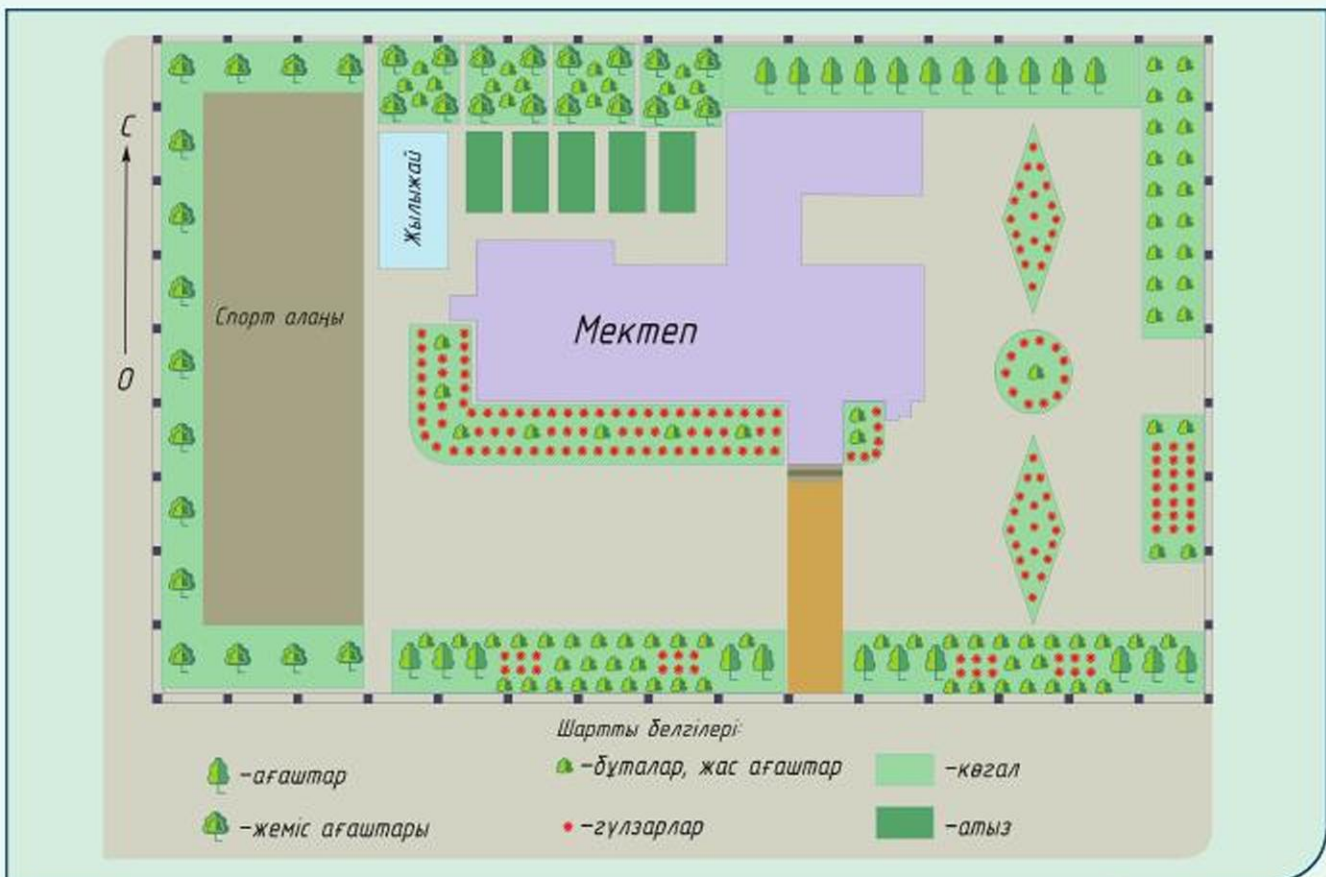 С
О
Жылыжай
Спорт алаңы
Мектеп
Шартты белгілері:
-ағаштар
-бұталар, жас ағаштар
-көгал
-жеміс ағаштары
-гүлзарлар
-атыз